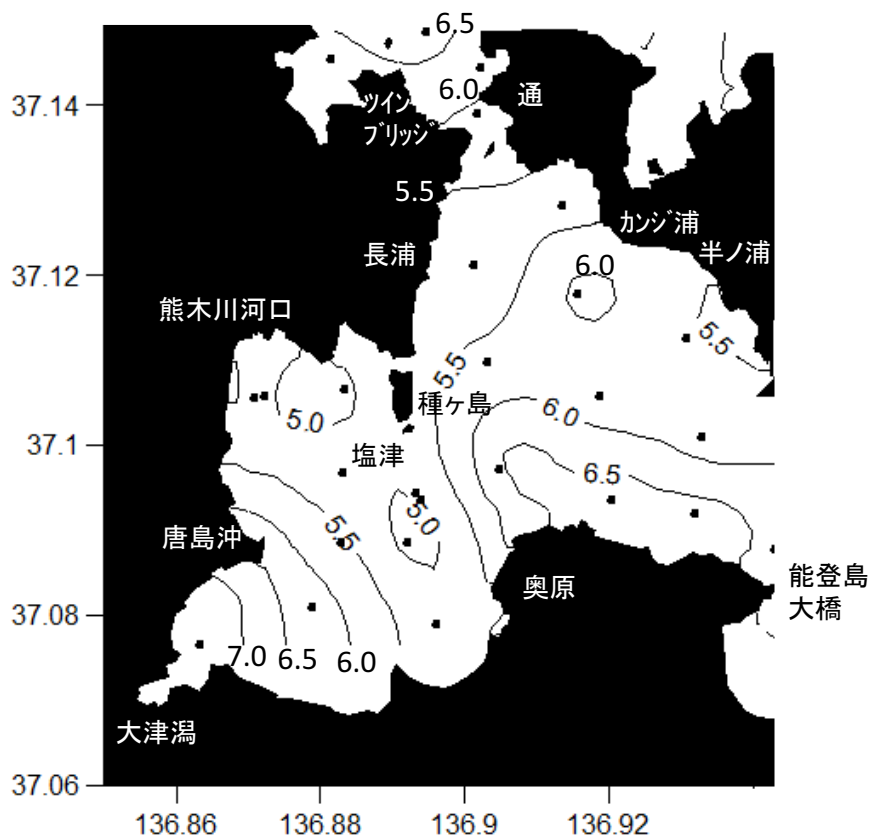 6.5
37.14
6.0
通
ﾂｲﾝ
ﾌﾞﾘｯｼﾞ
5.5
カンジ浦
長浦
半ノ浦
6.0
37.12
熊木川河口
5.5
5.5
種ヶ島
6.0
5.0
37.1
塩津
6.5
5.0
5.5
唐島沖
奥原
能登島
大橋
37.08
7.0
6.5
6.0
大津潟
37.06
136.86
136.88
136.9
136.92